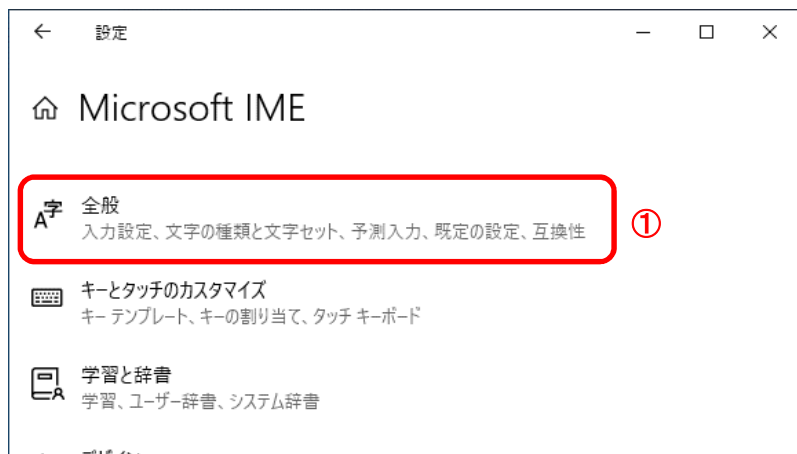 設定
Microsoft IME
全般
入力設定、文字の種類と文字セット、予測入力、既定の設定、互換性
①
キーとタッチのカスタマイズ
キー テンプレート、キーの割り当て、タッチ キーボード
学習と辞書
学習、ユーザー辞書、システム辞書